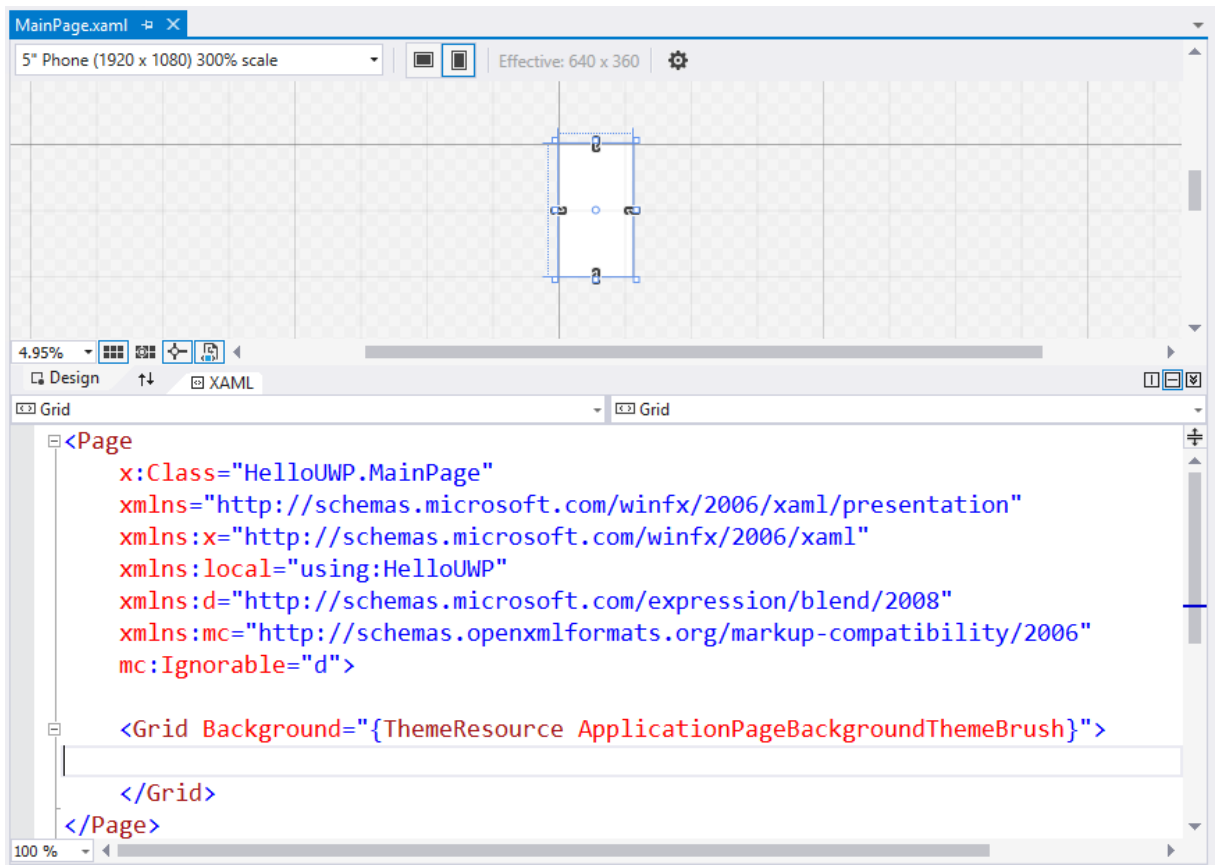 MainPage.xaml
5" Phone (1920 x 1080) 300% scale
Effective: 640 x 360
4.95%
Design
XAML
Grid
Grid
<Page
x:Class="HelloUWP.MainPage"
xmlns="http://schemas.microsoft.com/winfx/2006/xaml/presentation"
xmlns:x="http://schemas.microsoft.com/winfx/2006/xaml"
xmlns:local="using:HelloUWP"
xmlns:d="http://schemas.microsoft.com/expression/blend/2008"
xmlns:mc="http://schemas.openxmlformats.org/markup-compatibility/2006"
mc:Ignorable="d">
<Grid Background="{ThemeResource ApplicationPageBackgroundThemeBrush}">
</Grid>
</Page>
100 %